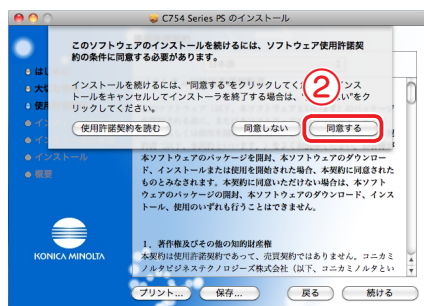 C754 Series PS のインストール
このソフトウェアのインストールを続けるには、ソフトウェア使用許諾契
約の条件に同意する必要があります。
インストールを続けるには、"同意する"をクリックしてく インス
トールをキャンセルしてインストーラを終了する場合は、 い"をク
リックしてください。
②
使用許諾契約を読む
同意しない
同意する
は
大
使用
イン
イン
インストール
概要
本ソフトウェアのパッケージを開封、本ソフトウェアのダウンロー
ド、インストールまたは使用を開始された場合、本契約に同意された
ものとみなされます。本契約に同意いただけない場合は、本ソフト
ウェアのパッケージの開封、本ソフトウェアのダウンロード、インス
トール、使用のいずれも行うことはできません。
1．著作権及びその他の知的財産権
本契約は使用許諾契約であって、売買契約ではありません。コニカミ
ノルタビジネステクノロジーズ株式会社（以下、コニカミノルタとい
KONICA MINOLTA
プリント...
保存...
戻る
続ける